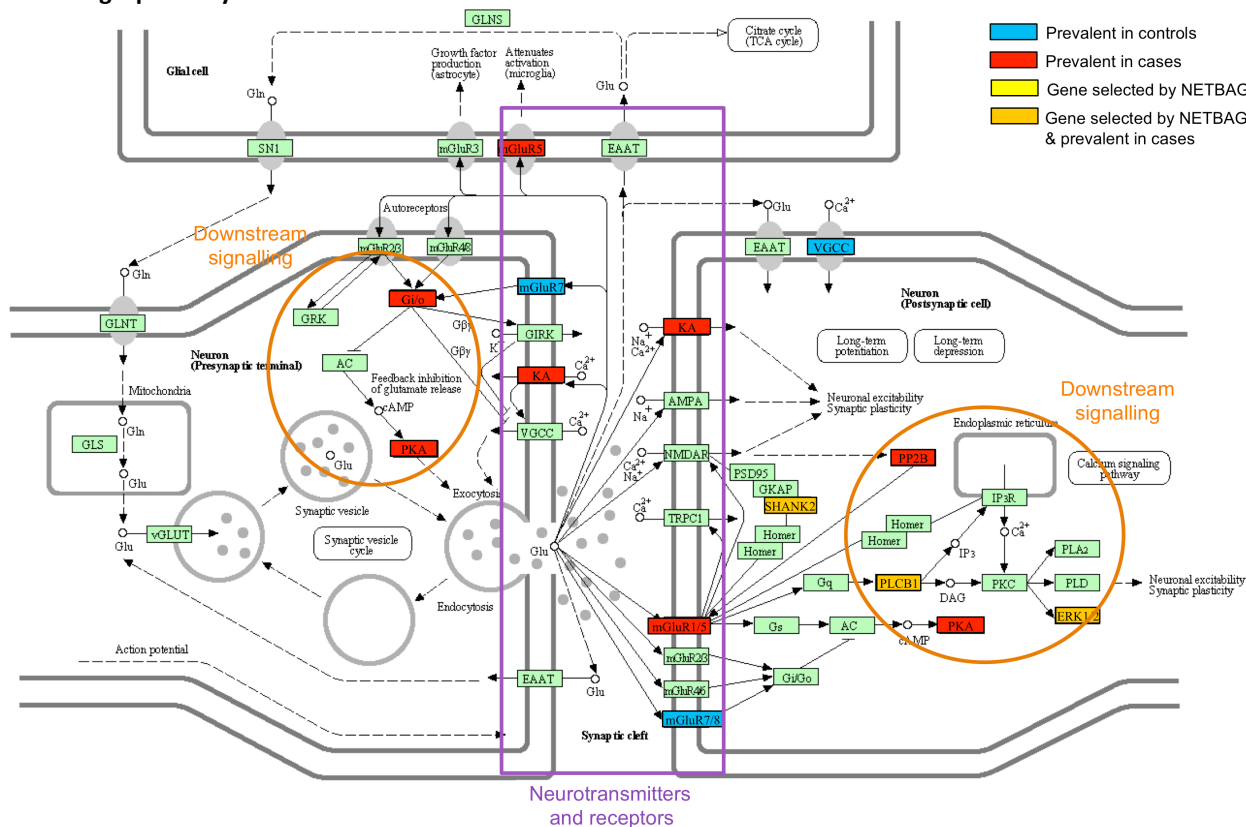 GLNS
Citrate cycle
(TCA cycle)
Prevalent in controls
Prevalent in cases
Gene selected by NETBAG
Gene selected by NETBAG
& prevalent in cases
Glial cell
Growth factor
production
(astrocyte)
Attenuates
activation
(microglia)
Glu
Gln
SN1
mGluR3
mGluR5
EAAT
Autoreceptors
Glu
Ca2+
Downstream
signalling
mGluR2/3
mGluR4/8
EAAT
VGCC
Gln
GLNT
Gi/o
mGluR7
GRK
Gβγ
K+
GIRK
Neuron
(Postsynaptic cell)
Neuron
(Presynaptic terminal)
AC
Gβγ
Na+
Ca2+
KA
Long-term
potentiation
Long-term
depression
Feedback inhibition
of glutamate release
KA
Ca2+
Mitochondria
cAMP
AMPA
Na+
Neuronal excitability
Synaptic plasticity
Downstream
signalling
Gln
GLS
PKA
VGCC
Ca2+
Endoplasmic reticulum
Glu
Glu
Ca2+
Na+
NMDAR
PSD95
GKAP
SHANK2
Homer
Homer
PP2B
Calcium signaling
pathway
Exocytosis
Synaptic vesicle
IP3R
Ca2+
TRPC1
Homer
Homer
Glu
vGLUT
Synaptic vesicle
cycle
Glu
IP3
PLA2
Endocytosis
Gq
PLCB1
DAG
PKC
PLD
Neuronal excitability
Synaptic plasticity
ERK1/2
mGluR1/5
Gs
AC
cAMP
PKA
Action potential
mGluR2/3
EAAT
Glu
mGluR4/6
Gi/Go
mGluR7/8
Synaptic cleft
Neurotransmitters
and receptors